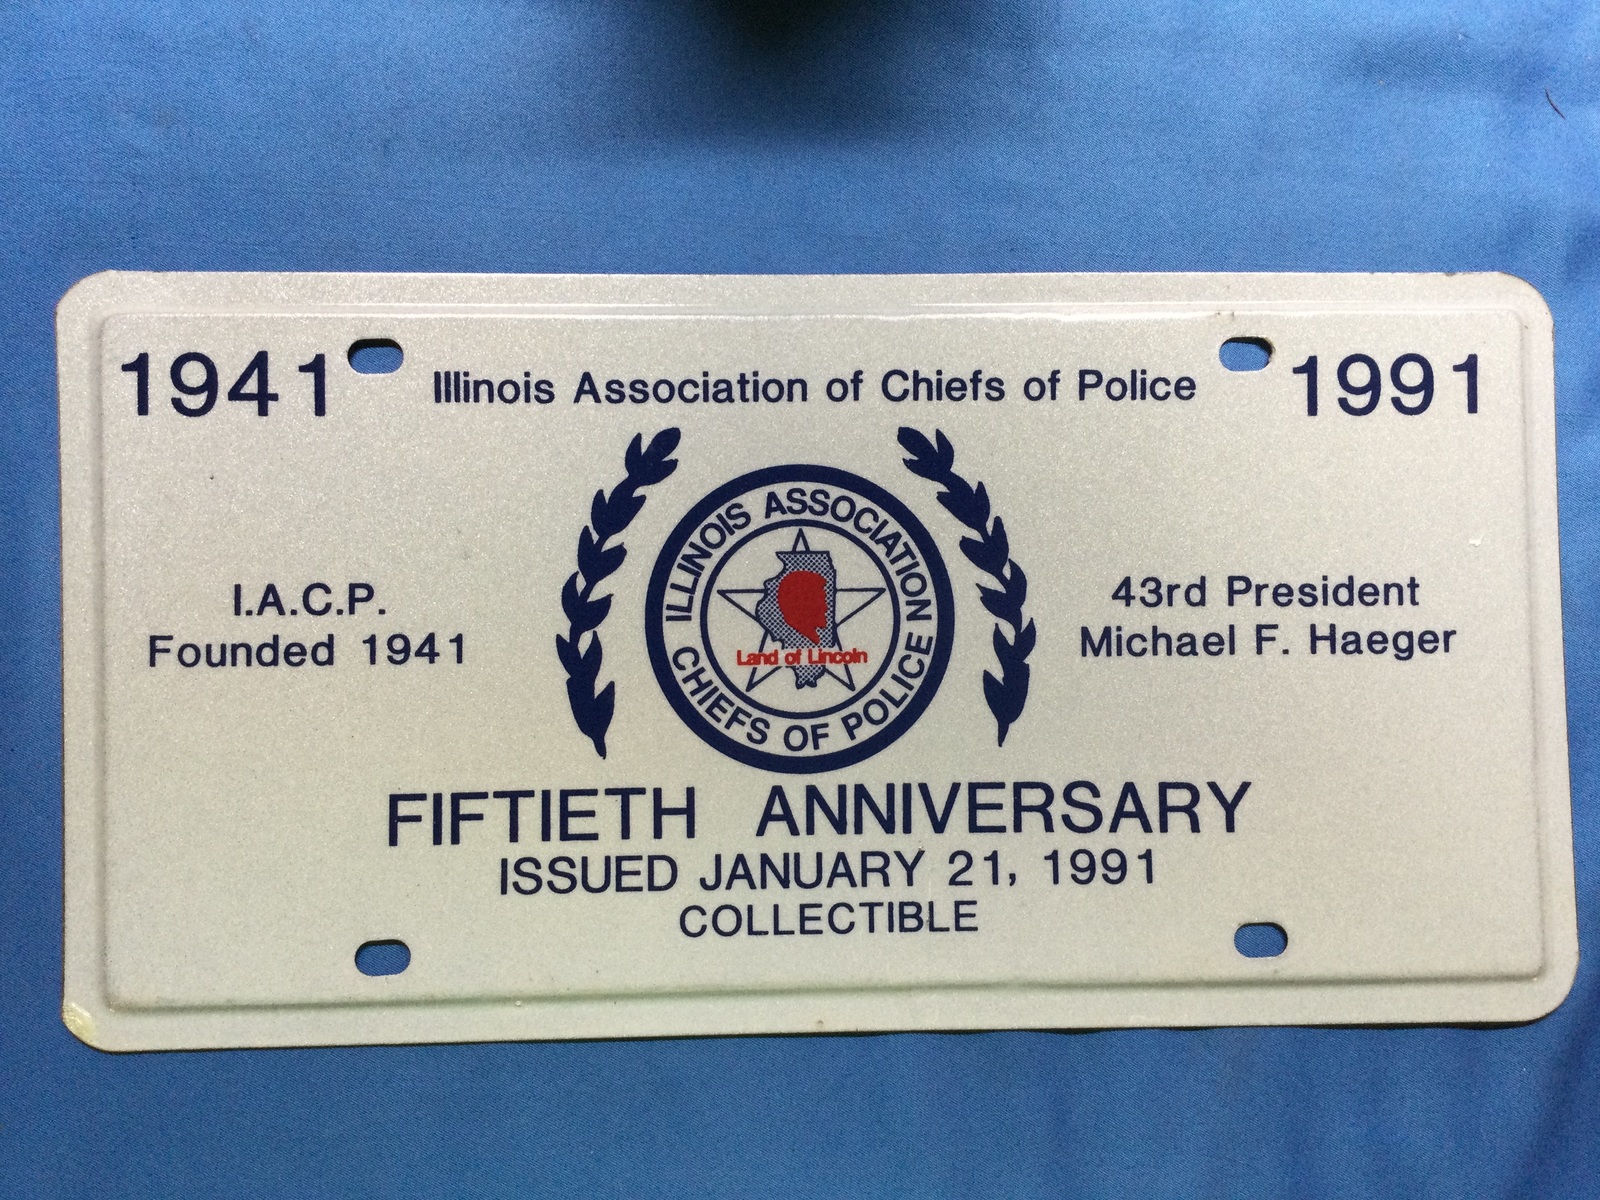 1941 Illinois Association of Chiefs of Police 1991
ILLINOIS ASSOCIATION
CHIEFS OF POLICE
Land of Lincoln
I.A.C.P.
Founded 1941
43rd President
Michael F. Haeger
FIFTIETH ANNIVERSARY
ISSUED JANUARY 21, 1991
COLLECTIBLE